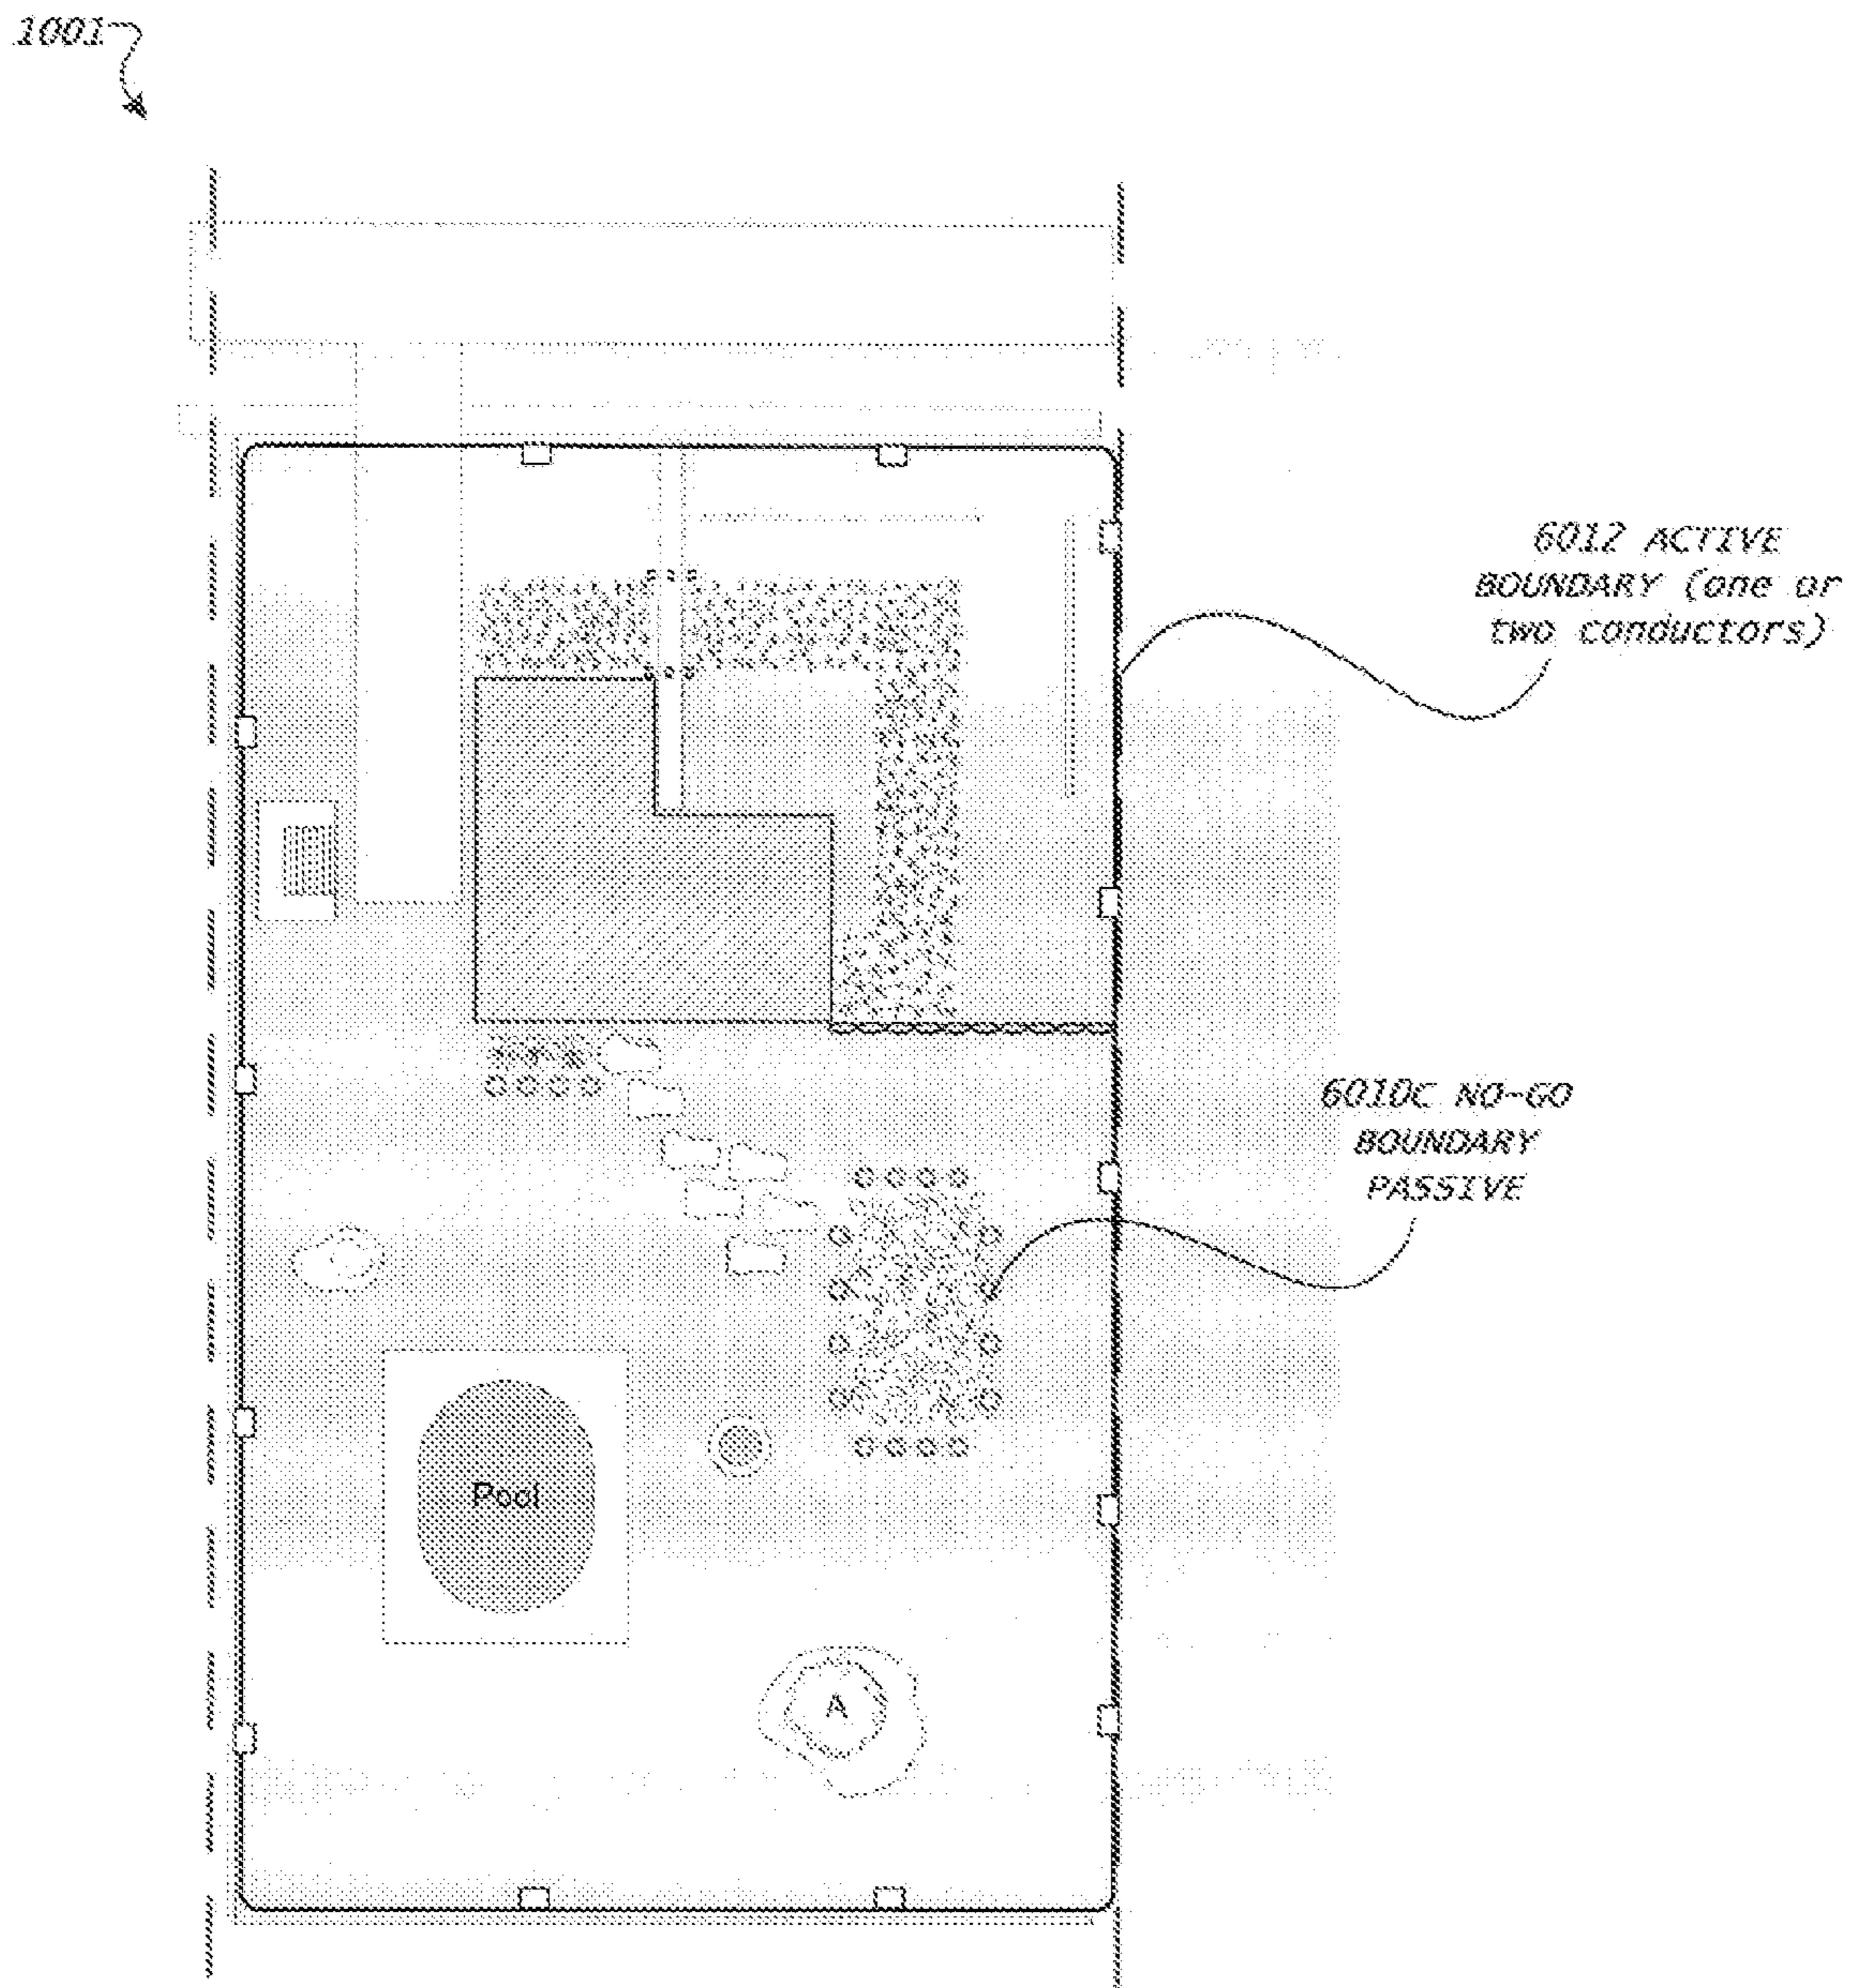 1001
6012 ACTIVE
BOUNDARY (one or
two conductors)
6010C NO-GO
BOUNDARY
PASSIVE
Pool
A